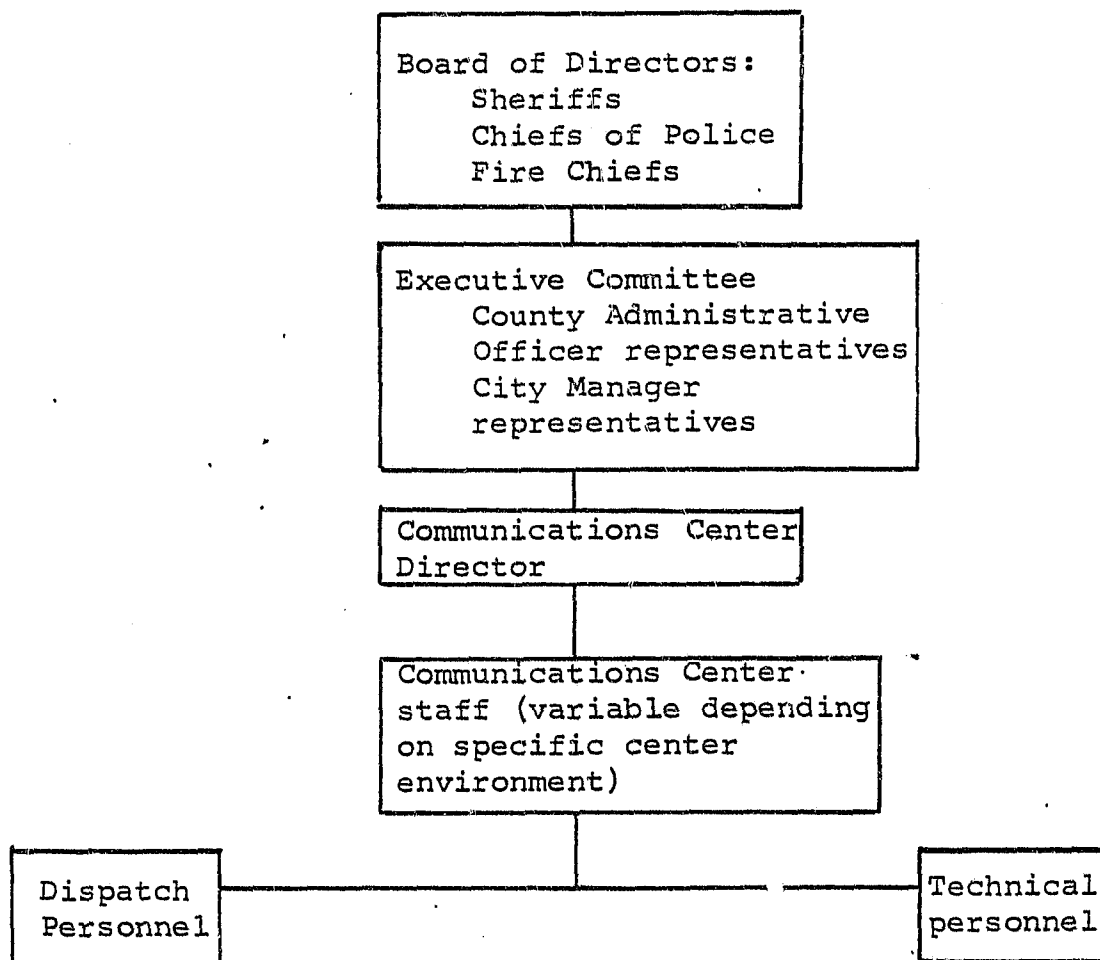 Board of Directors:
Sheriffs
Chiefs of Police
Fire Chiefs
Executive Committee
County Administrative
Officer representatives
City Manager
representatives
Communications Center
Director
Communications Center
staff (variable depending
on specific center
environment)
Dispatch
Personnel
Technical
personnel